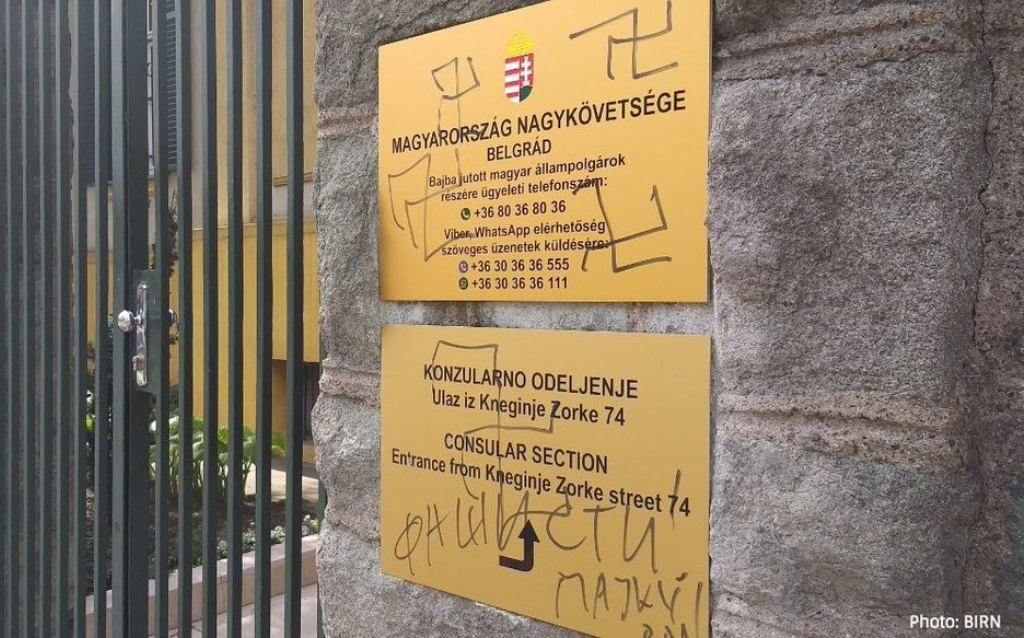 MAGYARORSZÁG NAGYKÖVETSÉGE
BELGRÁD
Bajba jutott magyar állampolgárok
részére ügyeleti telefonszám:
+36 80 36 80 36
Viber, WhatsApp elérhetőség
szöveges üzenetek küldésére:
+36 30 36 36 555
+36 30 36 36 111
KONZULARNO ODELJENJE
Ulaz iz Kneginje Zorke 74
CONSULAR SECTION
Entrance from Kneginje Zorke street 74
МАЈКУ
Photo: BIRN